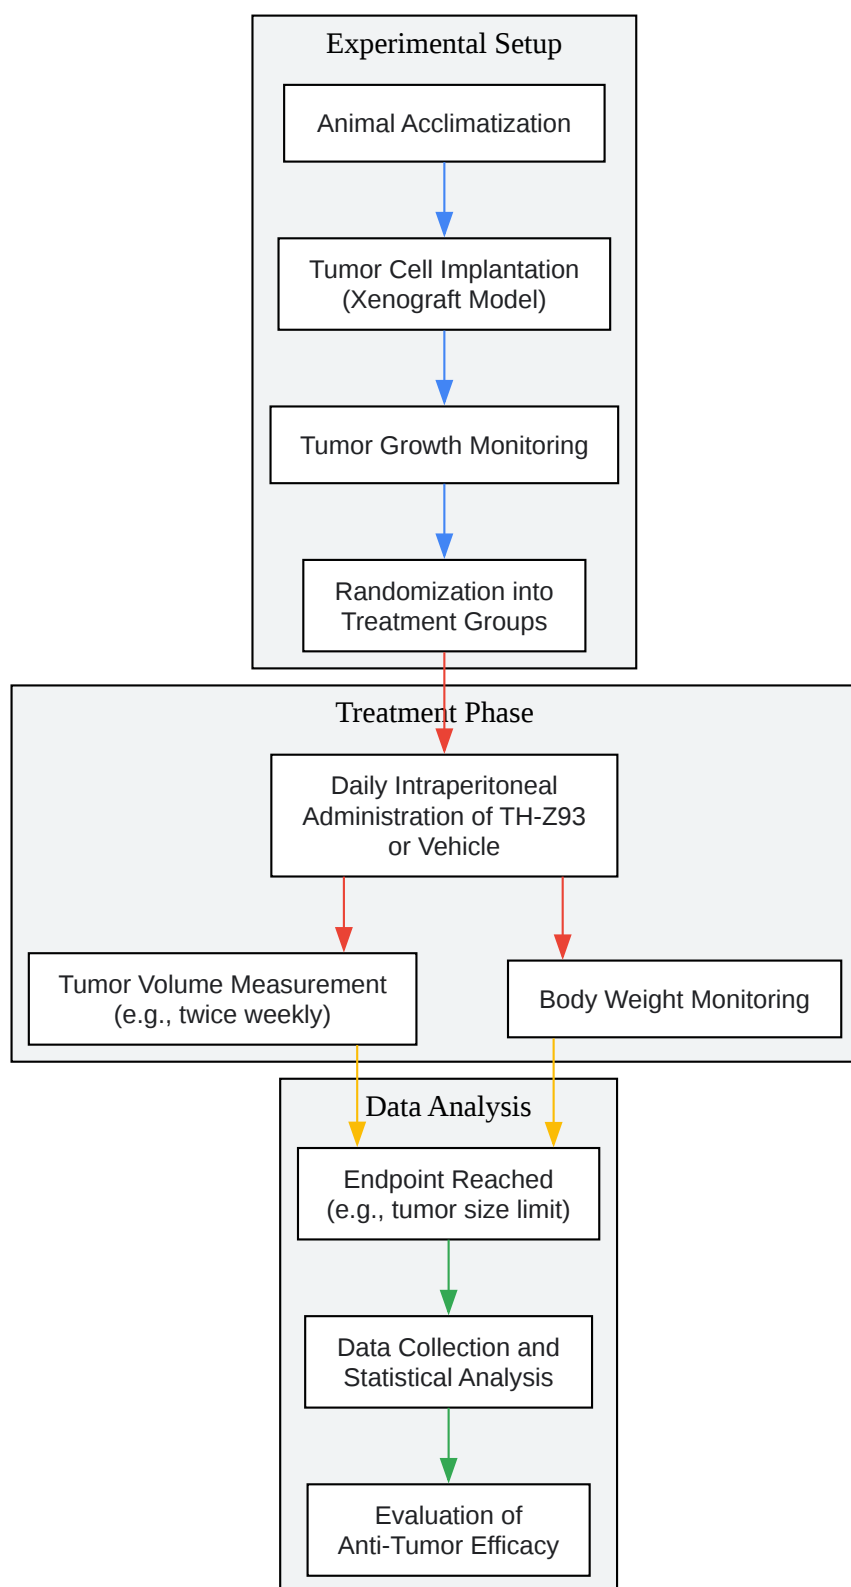 Experimental Setup
Animal Acclimatization
Tumor Cell Implantation
(Xenograft Model)
Tumor Growth Monitoring
Randomization into
Treatment Groups
Treatment Phase
Daily Intraperitoneal
Administration of TH-Z93
or Vehicle
Tumor Volume Measurement
(e.g., twice weekly)
Body Weight Monitoring
Data Analysis
Endpoint Reached
(e.g., tumor size limit)
Data Collection and
Statistical Analysis
Evaluation of
Anti-Tumor Efficacy